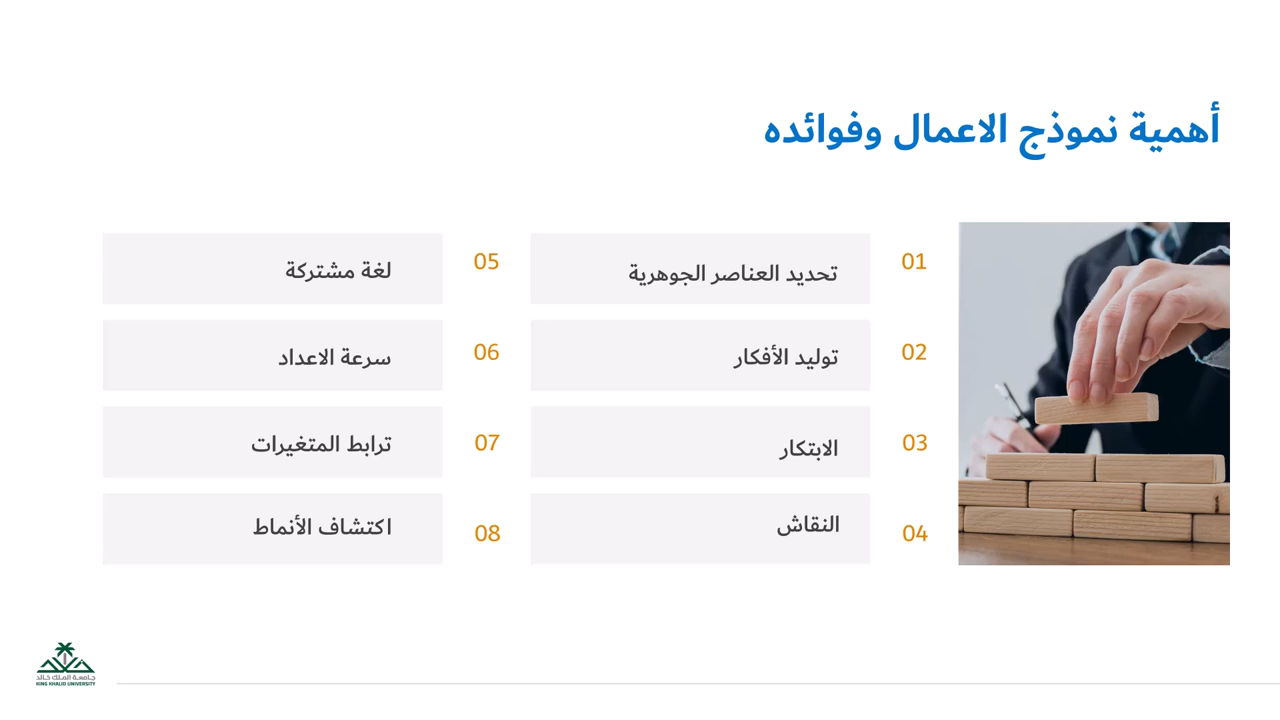 أهمية نموذج الاعمال وفوائده
01
تحديد العناصر الجوهرية
02
توليد الأفكار
03
الابتكار
04
النقاش
05
لغة مشتركة
06
سرعة الاعداد
07
ترابط المتغيرات
08
اكتشاف الأنماط
جامعة الملك خالد
KING KHALID UNIVERSITY